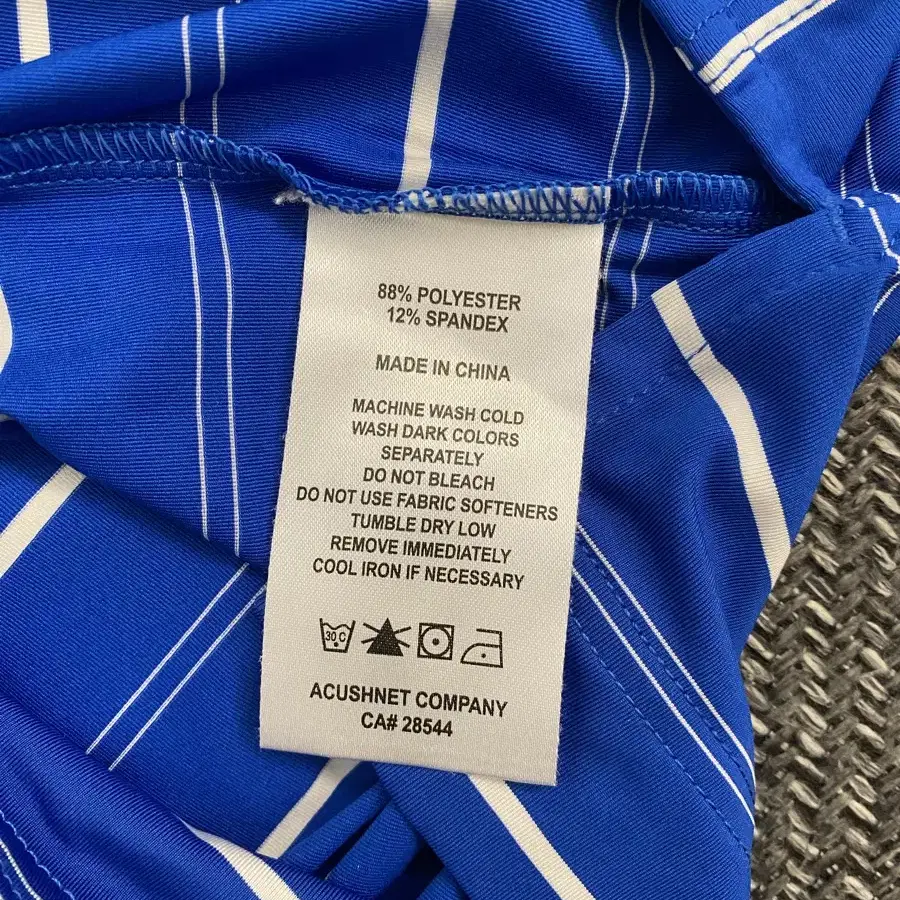 88% POLYESTER
12% SPANDEX
MADE IN CHINA
MACHINE WASH COLD
WASH DARK COLORS
SEPARATELY
DO NOT BLEACH
DO NOT USE FABRIC SOFTENERS
TUMBLE DRY LOW
REMOVE IMMEDIATELY
COOL IRON IF NECESSARY
30 C
ACUSHNET COMPANY
CA# 28544